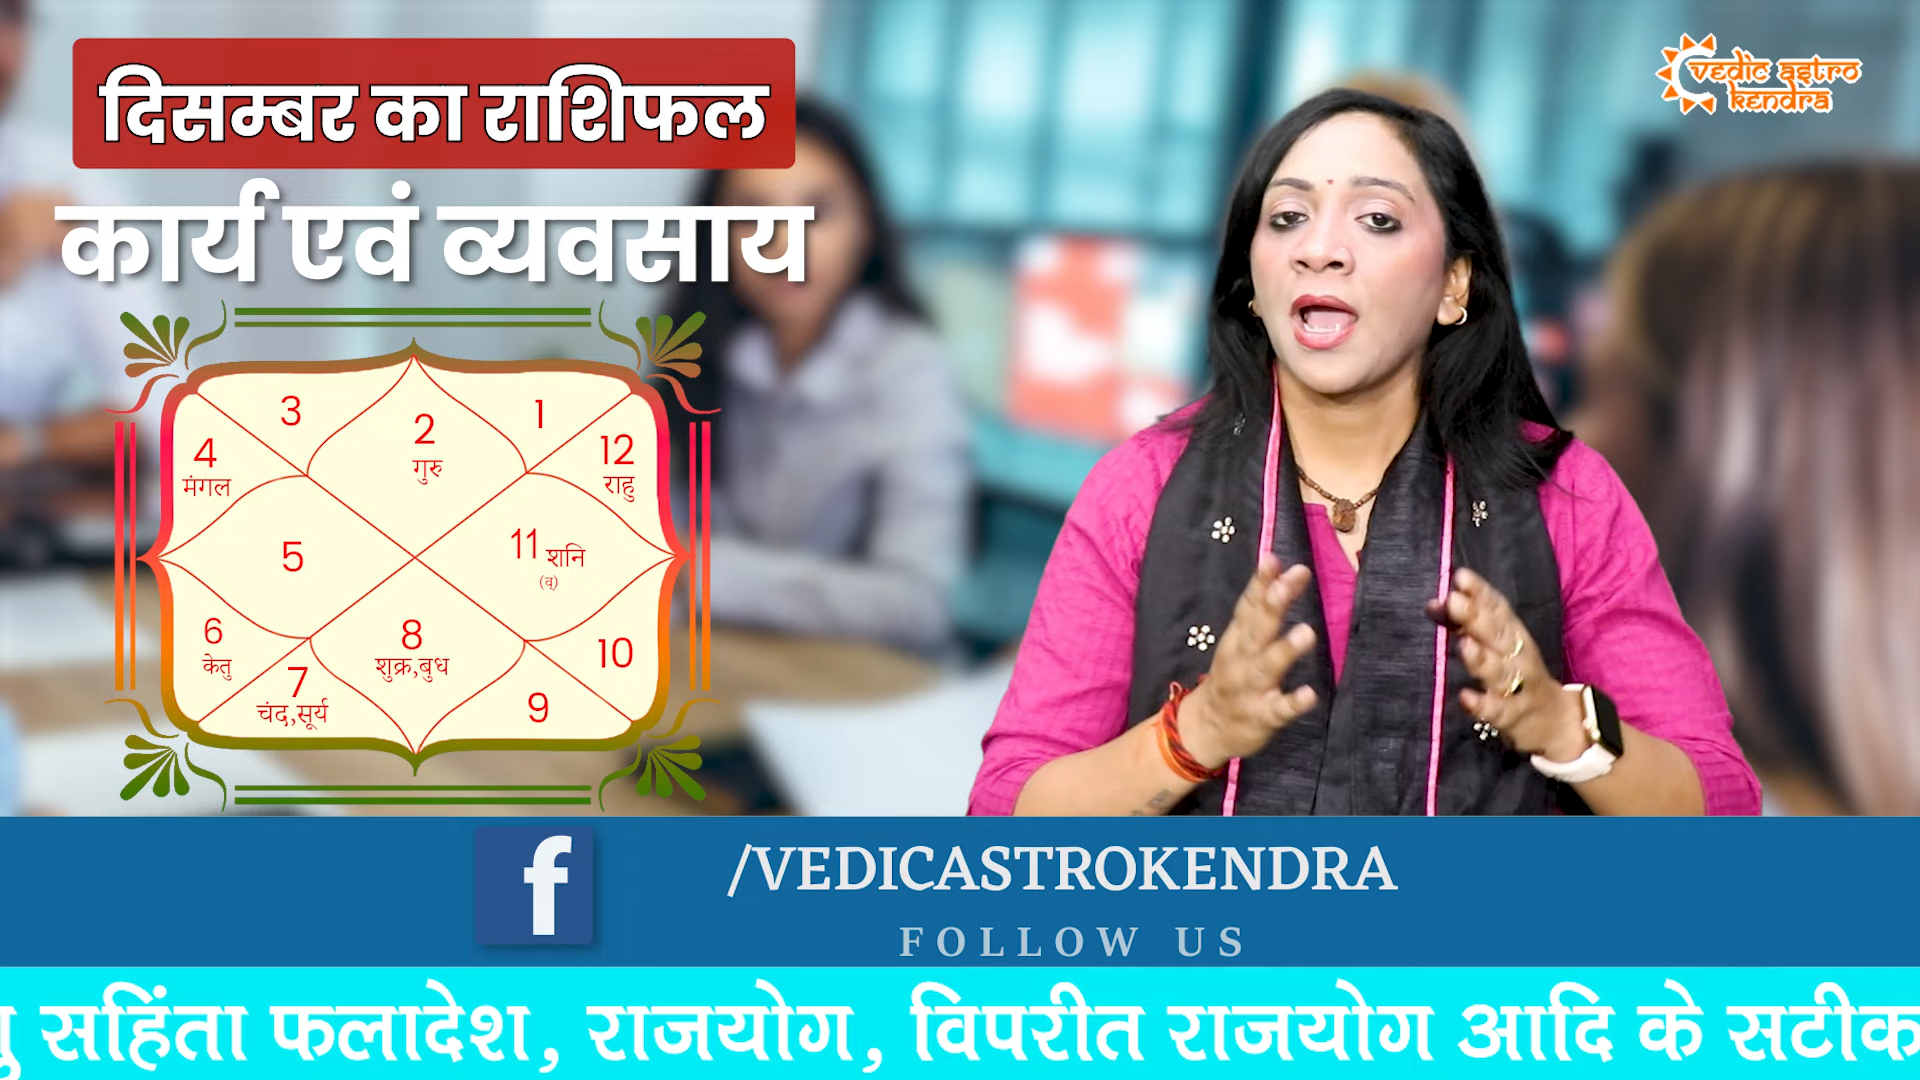 दिसम्बर का राशिफल
vedic astro
kendra
कार्य एवं व्यवसाय
3
2
गुरु
1
4
मंगल
12
राहु
5
11 शनि
(व)
6
केतु
7
चंद,सूर्य
8
शुक्र,बुध
9
10
f
/VEDICASTROKENDRA
FOLLOW US
सहिंता फलादेश, राजयोग, विपरीत राजयोग आदि के सटीक